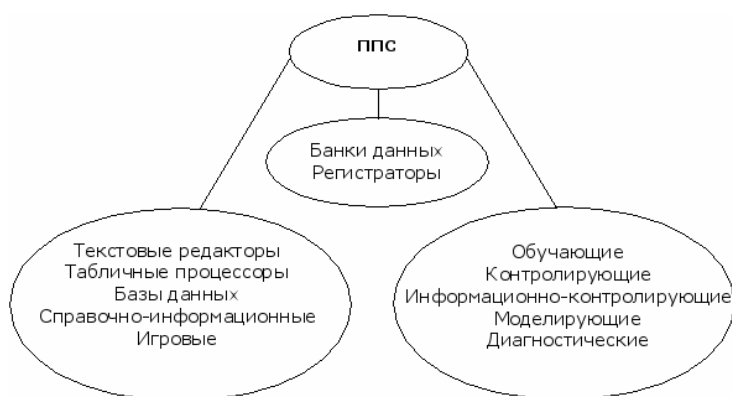 ППС
Банки данных
Регистраторы
Текстовые редакторы
Табличные процессоры
Базы данных
Справочно-информационные
Игровые
Обучающие
Контролирующие
Информационно-контролирующие
Моделирующие
Диагностические